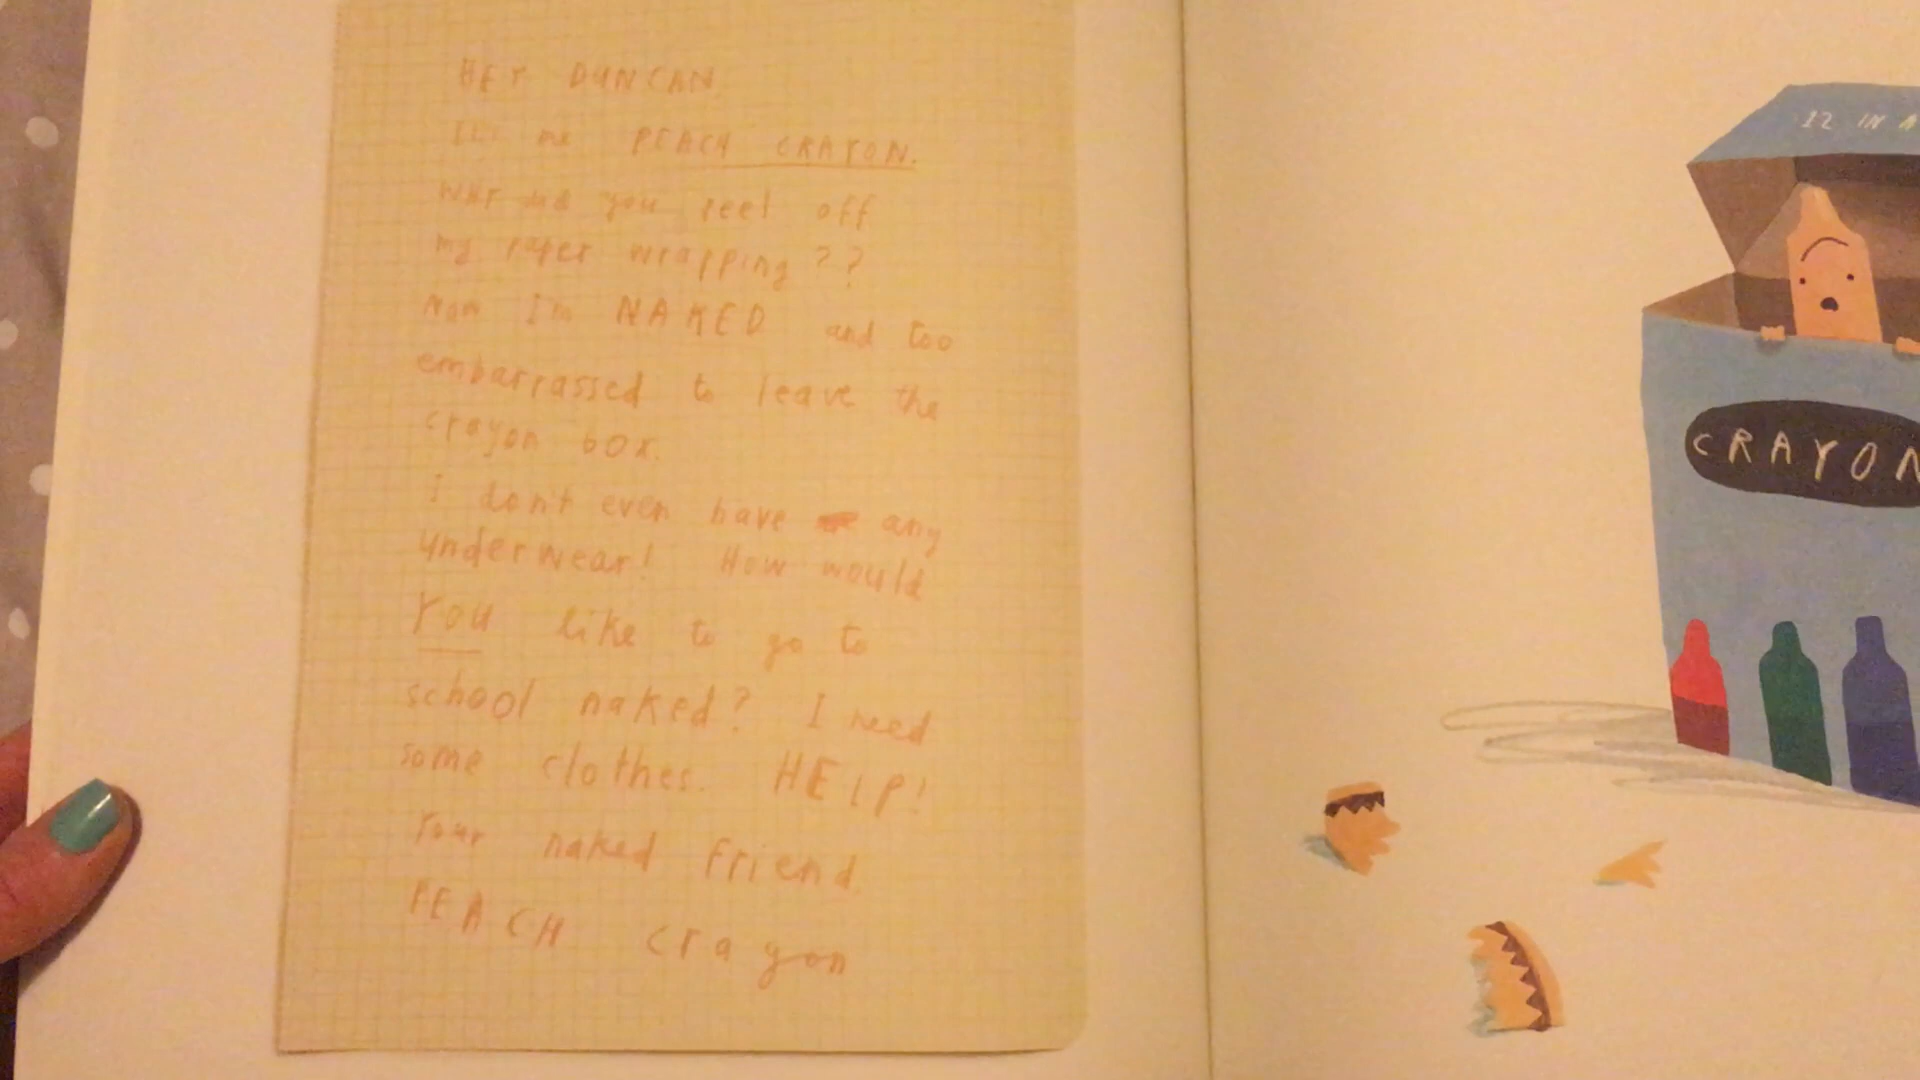 HEY DUNCAN,
It's me PEACH CRAYON.
WHY did you peel off
my paper wrapping??
Now I'm NAKED and too
embarrassed to leave the
crayon box.
I don't even have any
underwear! How would
YOU like to go to
school naked? I need
some clothes. HELP!
Your naked friend,
PEACH crayon
12 IN A
CRAYON